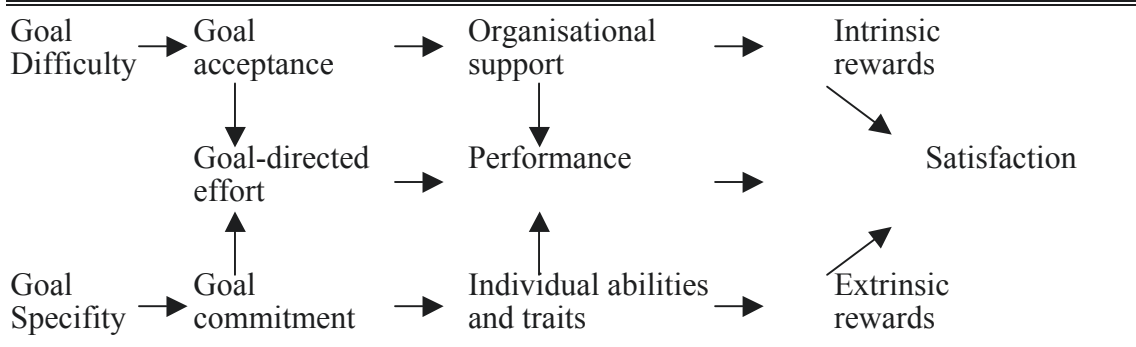 Goal
Difficulty
Goal
acceptance
Organisational
support
Intrinsic
rewards
Goal-directed
effort
Performance
Satisfaction
Goal
Specifity
Goal
commitment
Individual abilities
and traits
Extrinsic
rewards